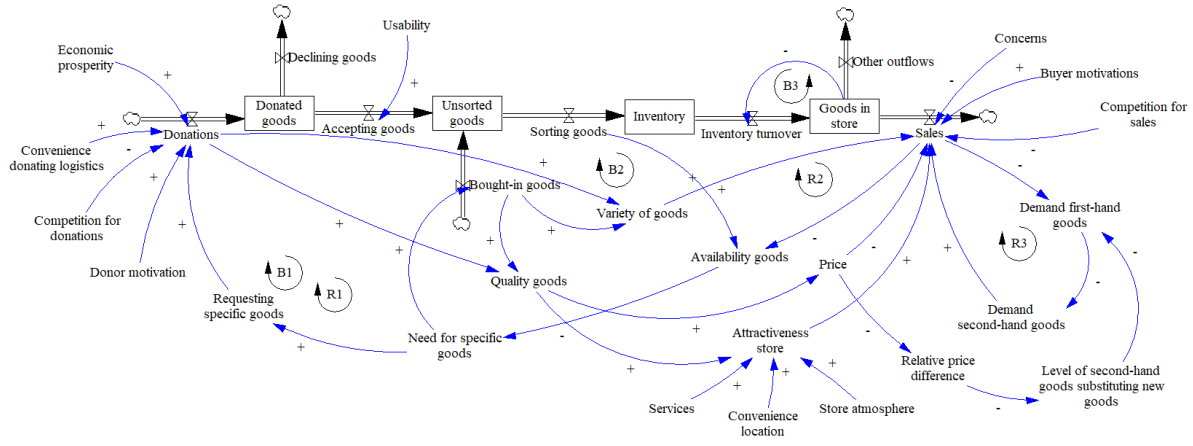 Usability
Economic
prosperity
Declining goods
Concerns
Other outflows
Buyer motivations
B3
Donated
goods
Unsorted
goods
Inventory
Goods in
store
Competition for
sales
Donations
Accepting goods
Sorting goods
Inventory turnover
Sales
Convenience
donating logistics
B2
R2
Bought-in goods
Variety of goods
Demand first-hand
goods
Competition for
donations
R3
Donor motivation
B1
R1
Quality goods
Availability goods
Price
Requesting
specific goods
Demand
second-hand goods
Need for specific
goods
Attractiveness
store
Relative price
difference
Level of second-hand
goods substituting new
goods
Services
Convenience
location
Store atmosphere